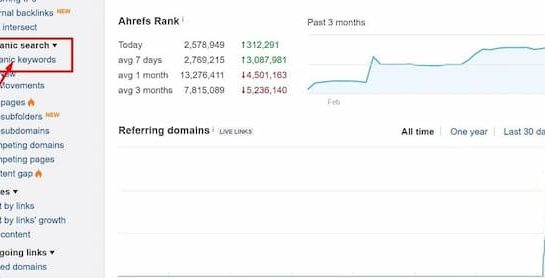 rnal backlinks NEW
intersect
anic search ▼
anic keywords
Movements
pages
subfolders NEW
subdomains
mpeting domains
mpeting pages
tent gap
es ▼
t by links
t by links' growth
content
going links ▼
ed domains
Ahrefs Rank i
Today 2,578,949 ↑312,291
avg 7 days 2,769,215 ↑13,087,981
avg 1 month 13,276,411 ↓4,501,163
avg 3 months 7,815,089 ↓5,236,140
Past 3 months
Feb
Referring domains i LIVE LINKS
All time One year Last 30 da